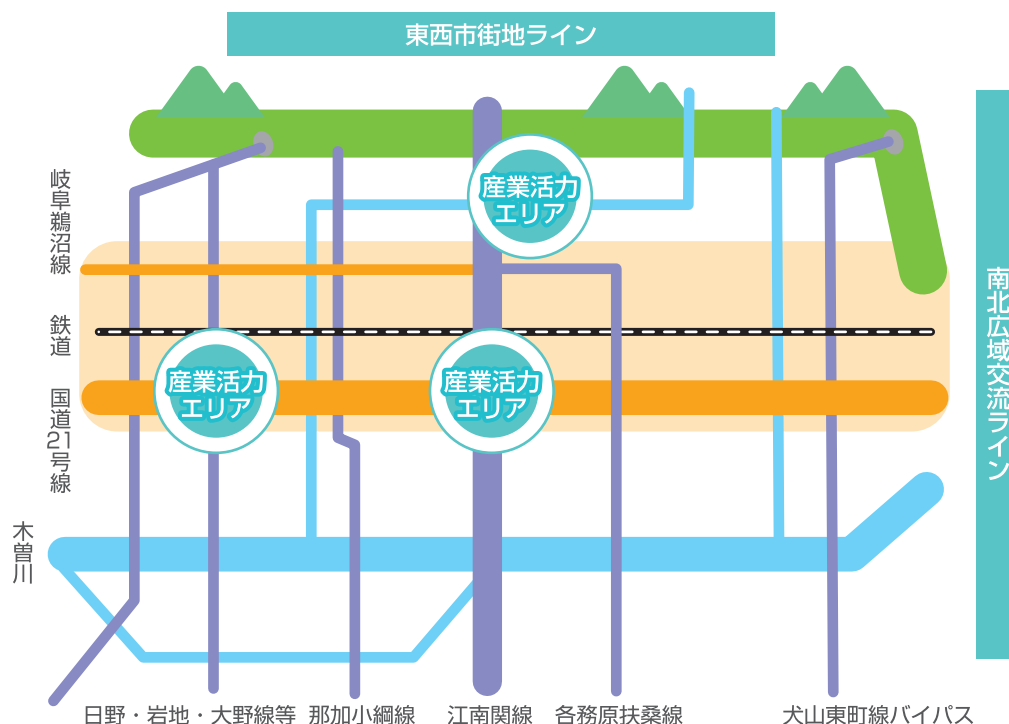 東西市街地ライン
産業活力
エリア
岐阜鵜沼線
鉄道
産業活力
エリア
産業活力
エリア
国道21号線
木曽川
南北広域交流ライン
日野・岩地・大野線等
那加小網線
江南関線
各務原扶桑線
犬山東町線バイパス